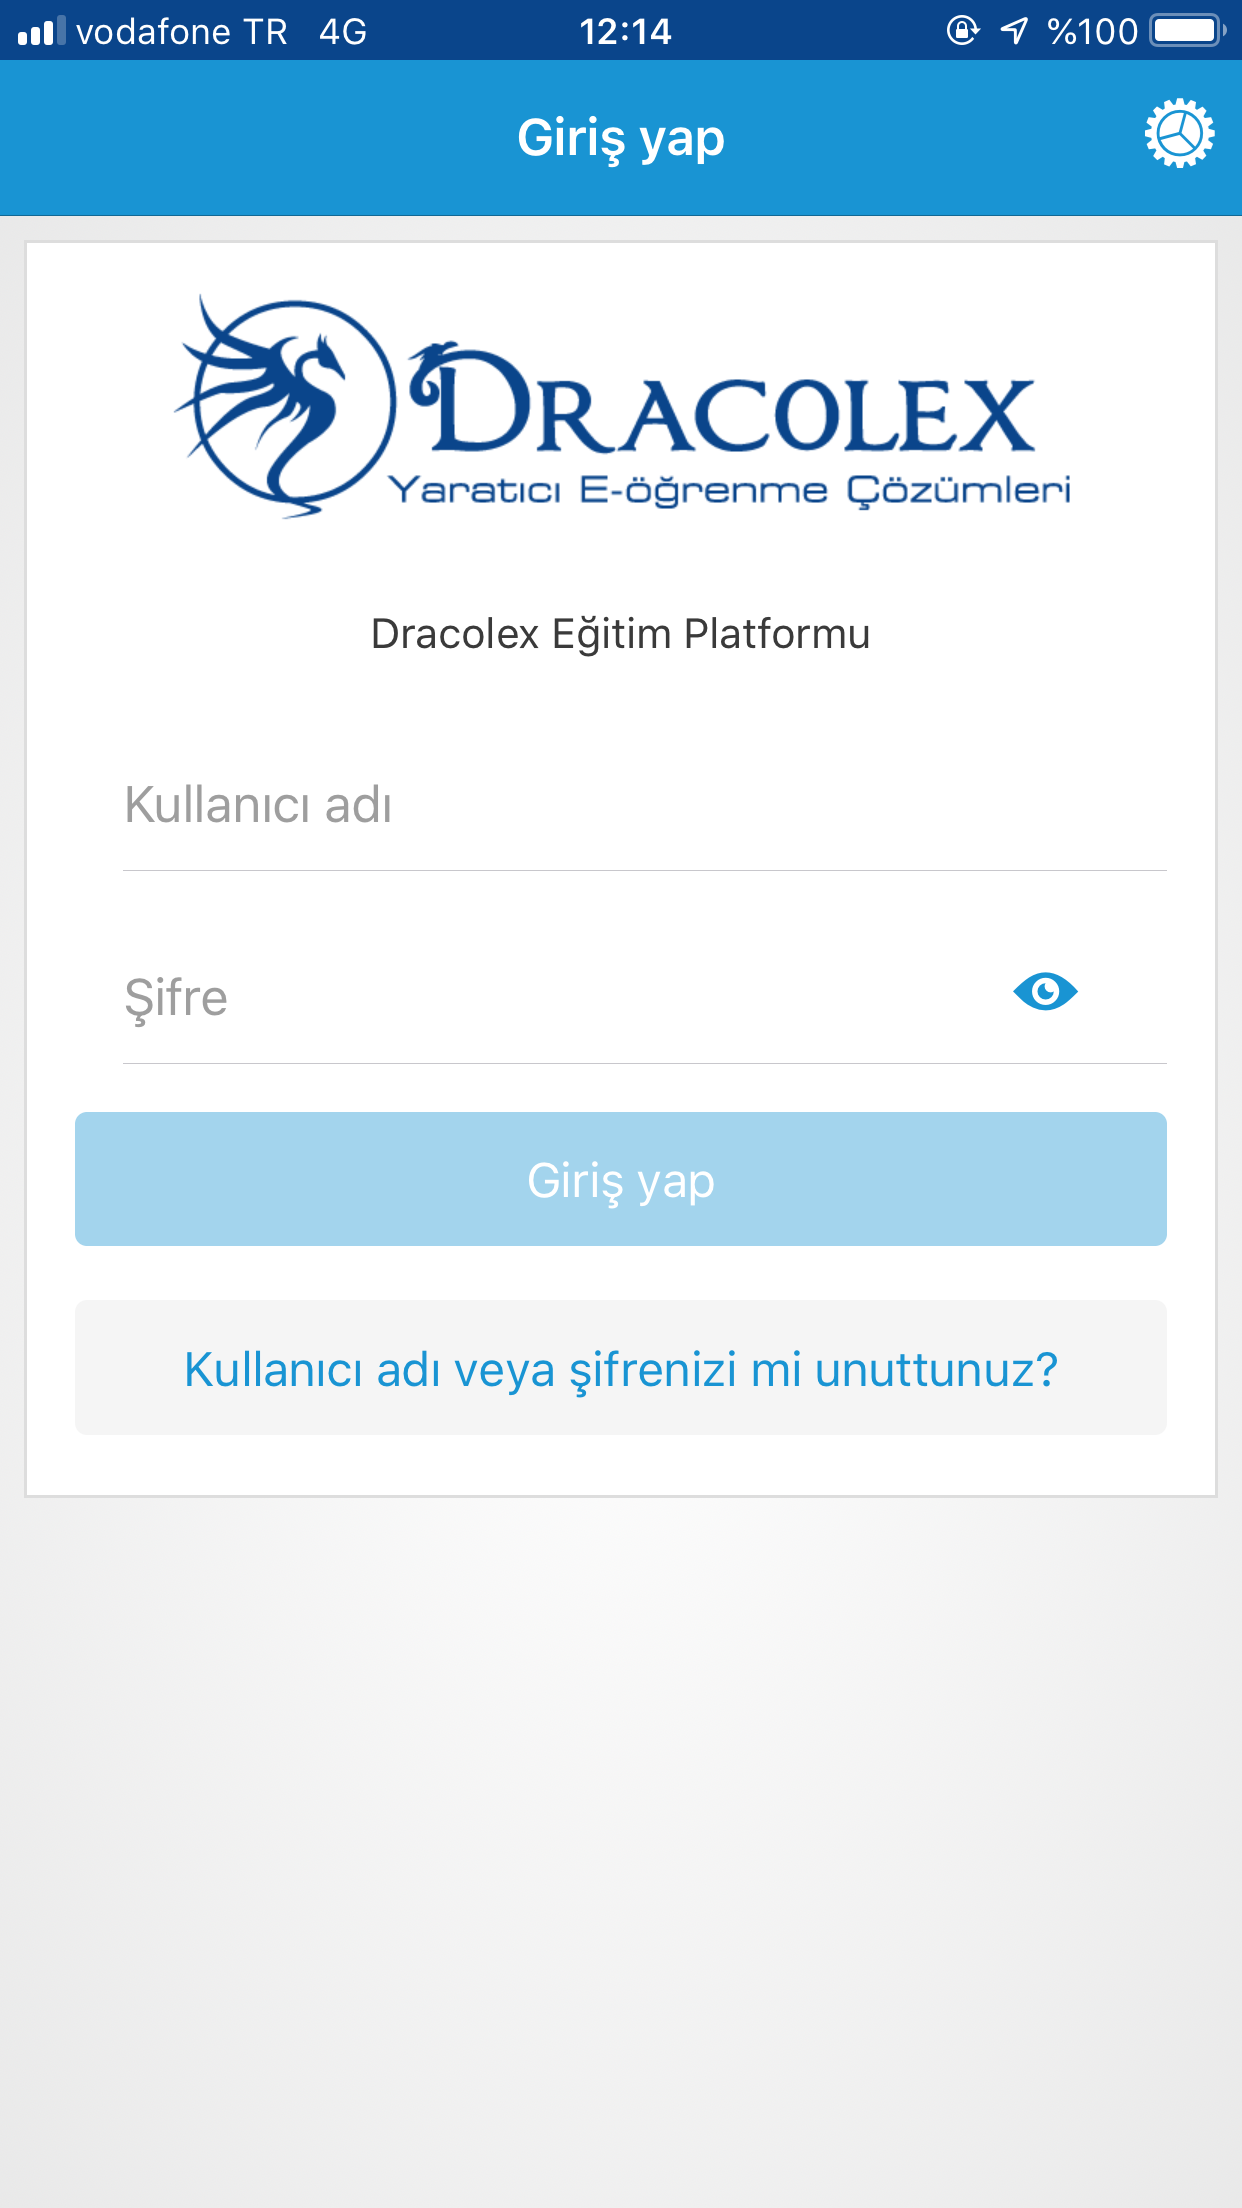 vodafone TR 4G 12:14 %100
Giriş yap
DRACOLEX
Yaratıcı E-öğrenme Çözümleri
Dracolex Eğitim Platformu
Kullanıcı adı
Şifre
Giriş yap
Kullanıcı adı veya şifrenizi mi unuttunuz?